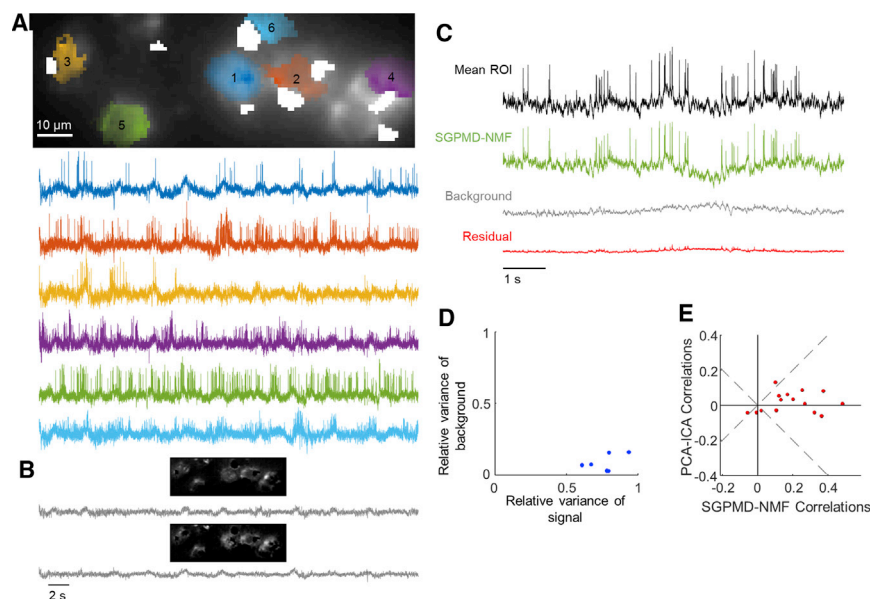 A
6
3
1
2
4
5
10 µm
B
2 s
C
Mean ROI
SGPMD-NMF
Background
Residual
1 s
D
1
0.5
0
Relative variance of
background
0.5
1
Relative variance of
signal
E
0.4
0.2
0
-0.2
-0.4
PCA-ICA Correlations
-0.2
0
0.2
0.4
SGPMD-NMF Correlations